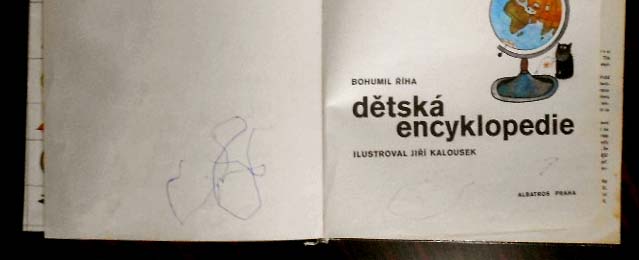 BOHUMIL ŘÍHA
dětská
encyklopedie
ILUSTROVAL JIŘÍ KALOUSEK
ALBATROS PRAHA